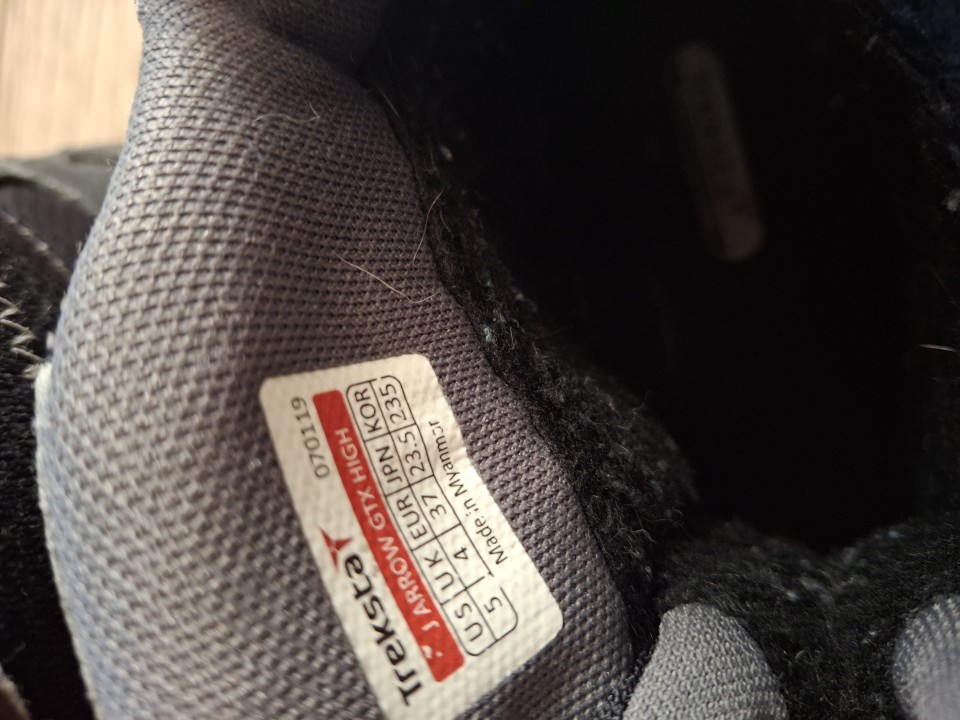 Treksta 070119
J ARROW GTX HIGH
US UK EUR JPN KOR
5 4 37 23.5 235
Made in Myanmar